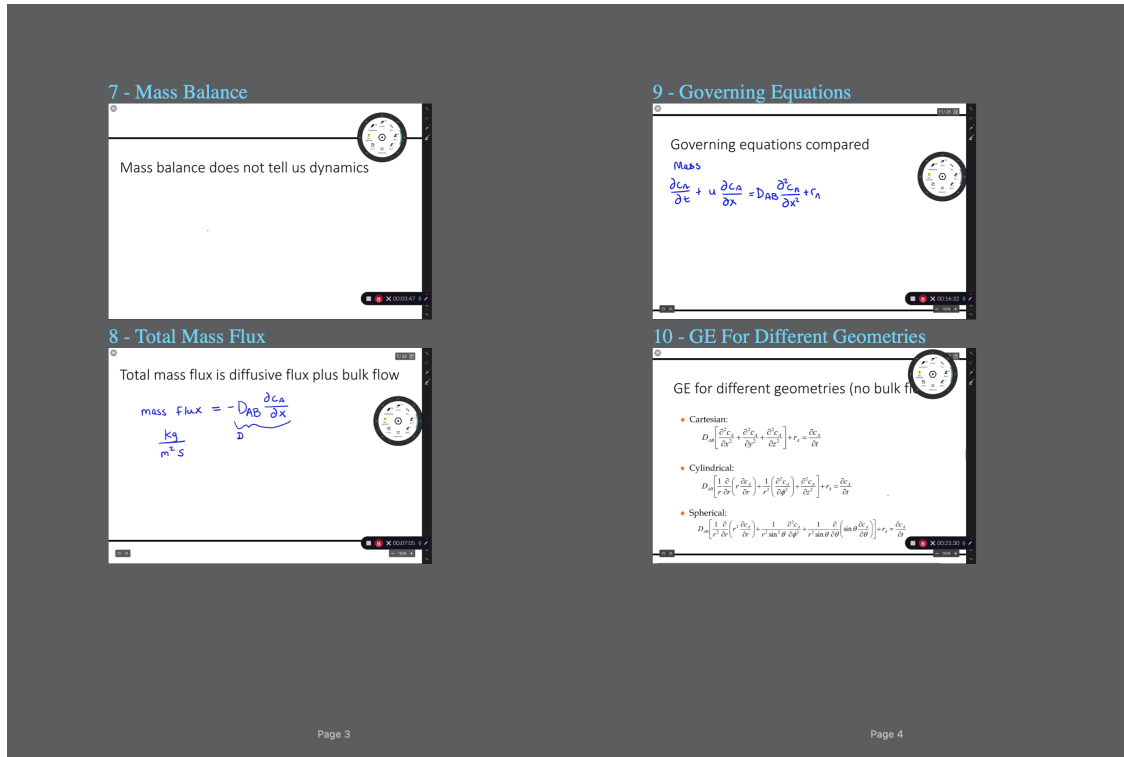 7 - Mass Balance
Mass balance does not tell us dynamics
00:03:47
8 - Total Mass Flux
7/23
Total mass flux is diffusive flux plus bulk flow
mass flux = -D_AB ∂c_A/∂x
D
kg/m² s
00:07:05
Page 3
9 - Governing Equations
Governing equations compared
Mass
∂c_A/∂t + u ∂c_A/∂x = D_AB ∂²c_A/∂x² + r_A
00:16:32
10 - GE For Different Geometries
GE for different geometries (no bulk fl
• Cartesian:
D_AB[∂²c_A/∂x² + ∂²c_A/∂y² + ∂²c_A/∂z²] + r_A = ∂c_A/∂t
• Cylindrical:
D_AB[1/r ∂/∂r(r ∂c_A/∂r) + 1/r²(∂²c_A/∂ϕ²) + ∂²c_A/∂z²] + r_A = ∂c_A/∂t
• Spherical:
D_AB[1/r² ∂/∂r(r² ∂c_A/∂r) + 1/(r² sin² θ) ∂²c_A/∂ϕ² + 1/(r² sin θ) ∂/∂θ(sin θ ∂c_A/∂θ)] + r_A = ∂c_A/∂t
00:21:30
Page 4